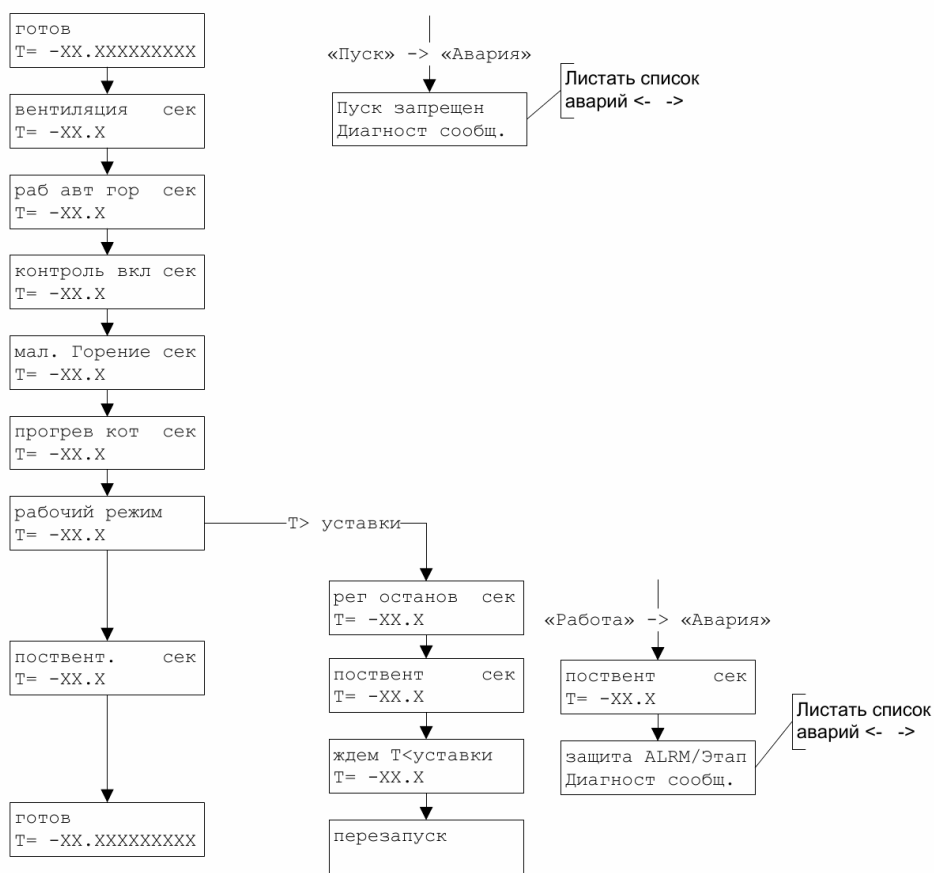 готов
T= -XX.XXXXXXXXX
вентиляция сек
T= -XX.X
раб авт гор сек
T= -XX.X
контроль вкл сек
T= -XX.X
мал. Горение сек
T= -XX.X
прогрев кот сек
T= -XX.X
рабочий режим
T= -XX.X
поствент. сек
T= -XX.X
готов
T= -XX.XXXXXXXXX
«Пуск» -> «Авария»
Пуск запрещен
Диагност сообщ.
Листать список
аварий <- ->
T> уставки
рег останов сек
T= -XX.X
поствент сек
T= -XX.X
ждем T<уставки
T= -XX.X
перезапуск
«Работа» -> «Авария»
поствент сек
T= -XX.X
защита ALRM/Этап
Диагност сообщ.
Листать список
аварий <- ->